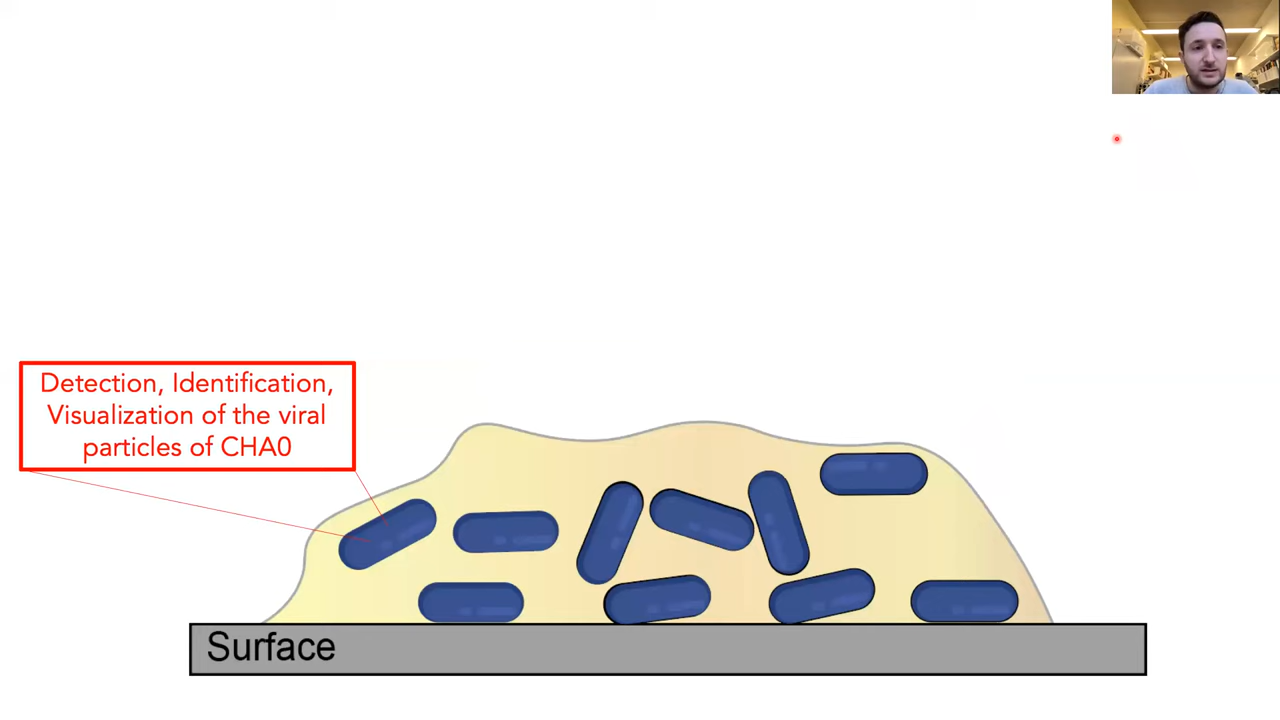 Detection, Identification,
Visualization of the viral
particles of CHA0
Surface